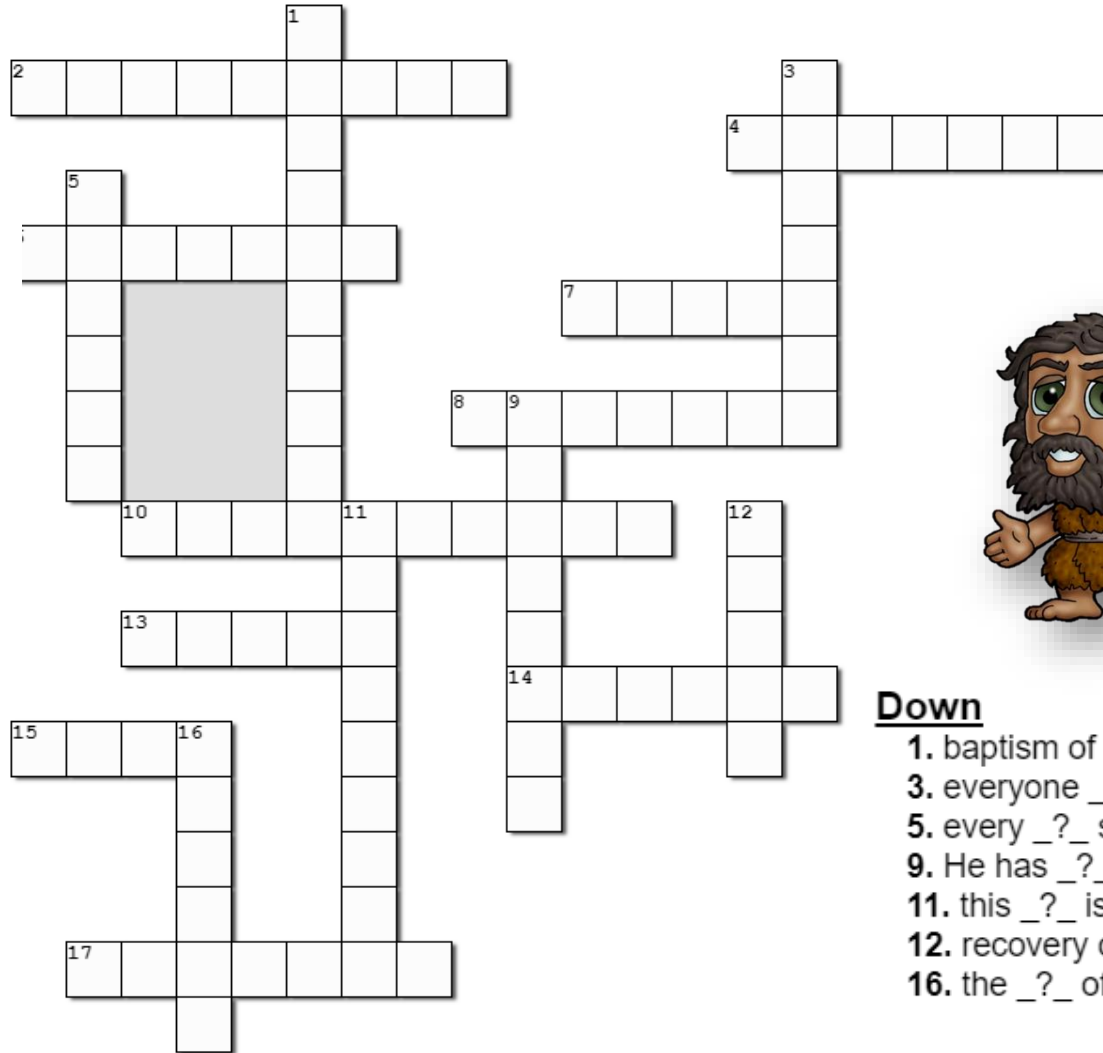 1
2
3
4
5
7
8 9
10 11 12
13
14
15 16
17
Down
1. baptism of
3. everyone _
5. every _?_ s
9. He has _?_
11. this _?_ is
12. recovery o
16. the _?_ of